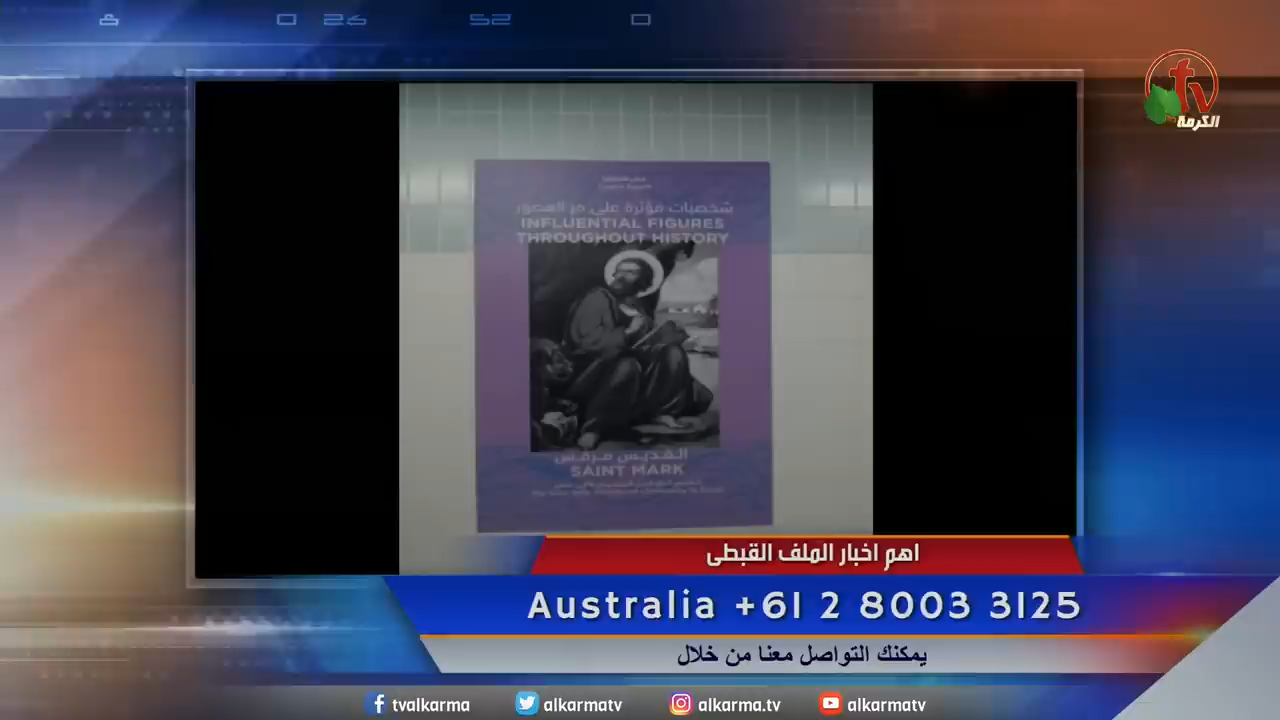 tv
الكرمة
شخصيات مؤثرة على مر العصور
INFLUENTIAL FIGURES
THROUGHOUT HISTORY
القديس مرقس
SAINT MARK
اهم اخبار الملف القبطى
Australia +61 2 8003 3125
يمكنك التواصل معنا من خلال
tvalkarma alkarmatv alkarma.tv alkarmatv